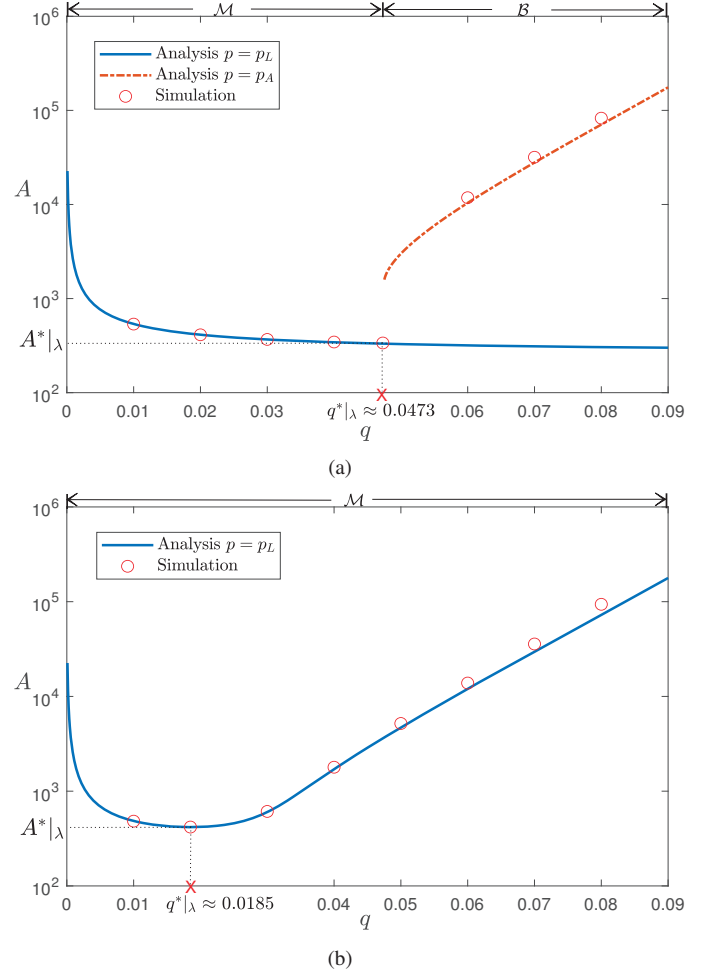 ℳ ℬ
10^6
Analysis p = p_L
Analysis p = p_A
Simulation
10^5
A
10^4
10^3
A*|_λ
10^2
0 0.01 0.02 0.03 0.06 0.07 0.08 0.09
q*|_λ ≈ 0.0473
q
(a)
ℳ
10^6
Analysis p = p_L
Simulation
10^5
A
10^4
10^3
A*|_λ
10^2
0 0.01 0.04 0.05 0.06 0.07 0.08 0.09
q*|_λ ≈ 0.0185
q
(b)